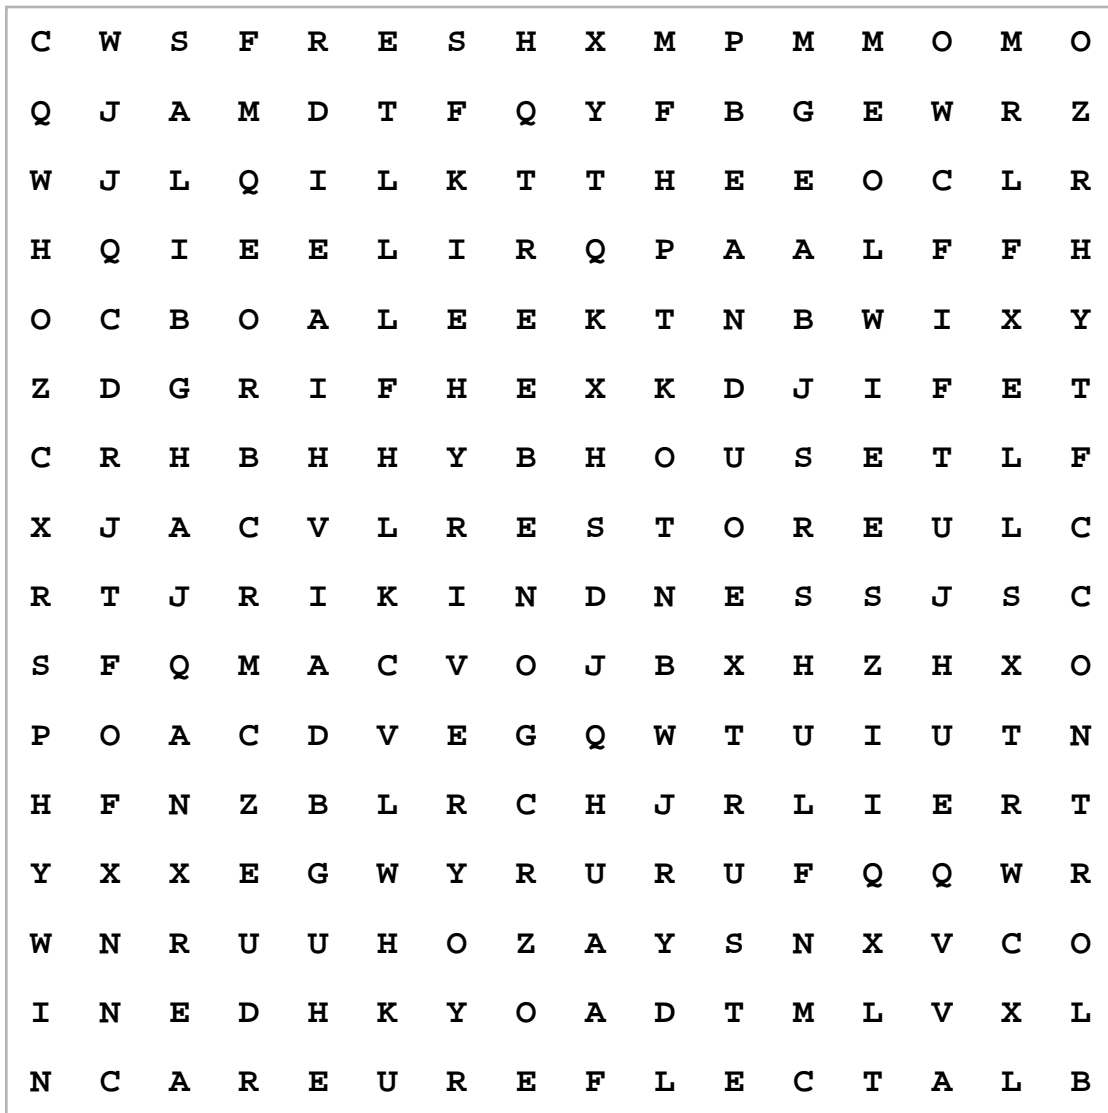 C W S F R E S H X M P M M O M O
Q J A M D T F Q Y F B G E W R Z
W J L Q I L K T T H E E O C L R
H Q I E E L I R Q P A A L F F H
O C B O A L E E K T N B W I X Y
Z D G R I F H E X K D J I F E T
C R H B H H Y B H O U S E T L F
X J A C V L R E S T O R E U L C
R T J R I K I N D N E S S J S C
S F Q M A C V O J B X H Z H X O
P O A C D V E G Q W T U I U T N
H F N Z B L R C H J R L I E R T
Y X X E G W Y R U R U F Q Q W R
W N R U U H O Z A Y S N X V C O
I N E D H K Y O A D T M L V X L
N C A R E U R E F L E C T A L B